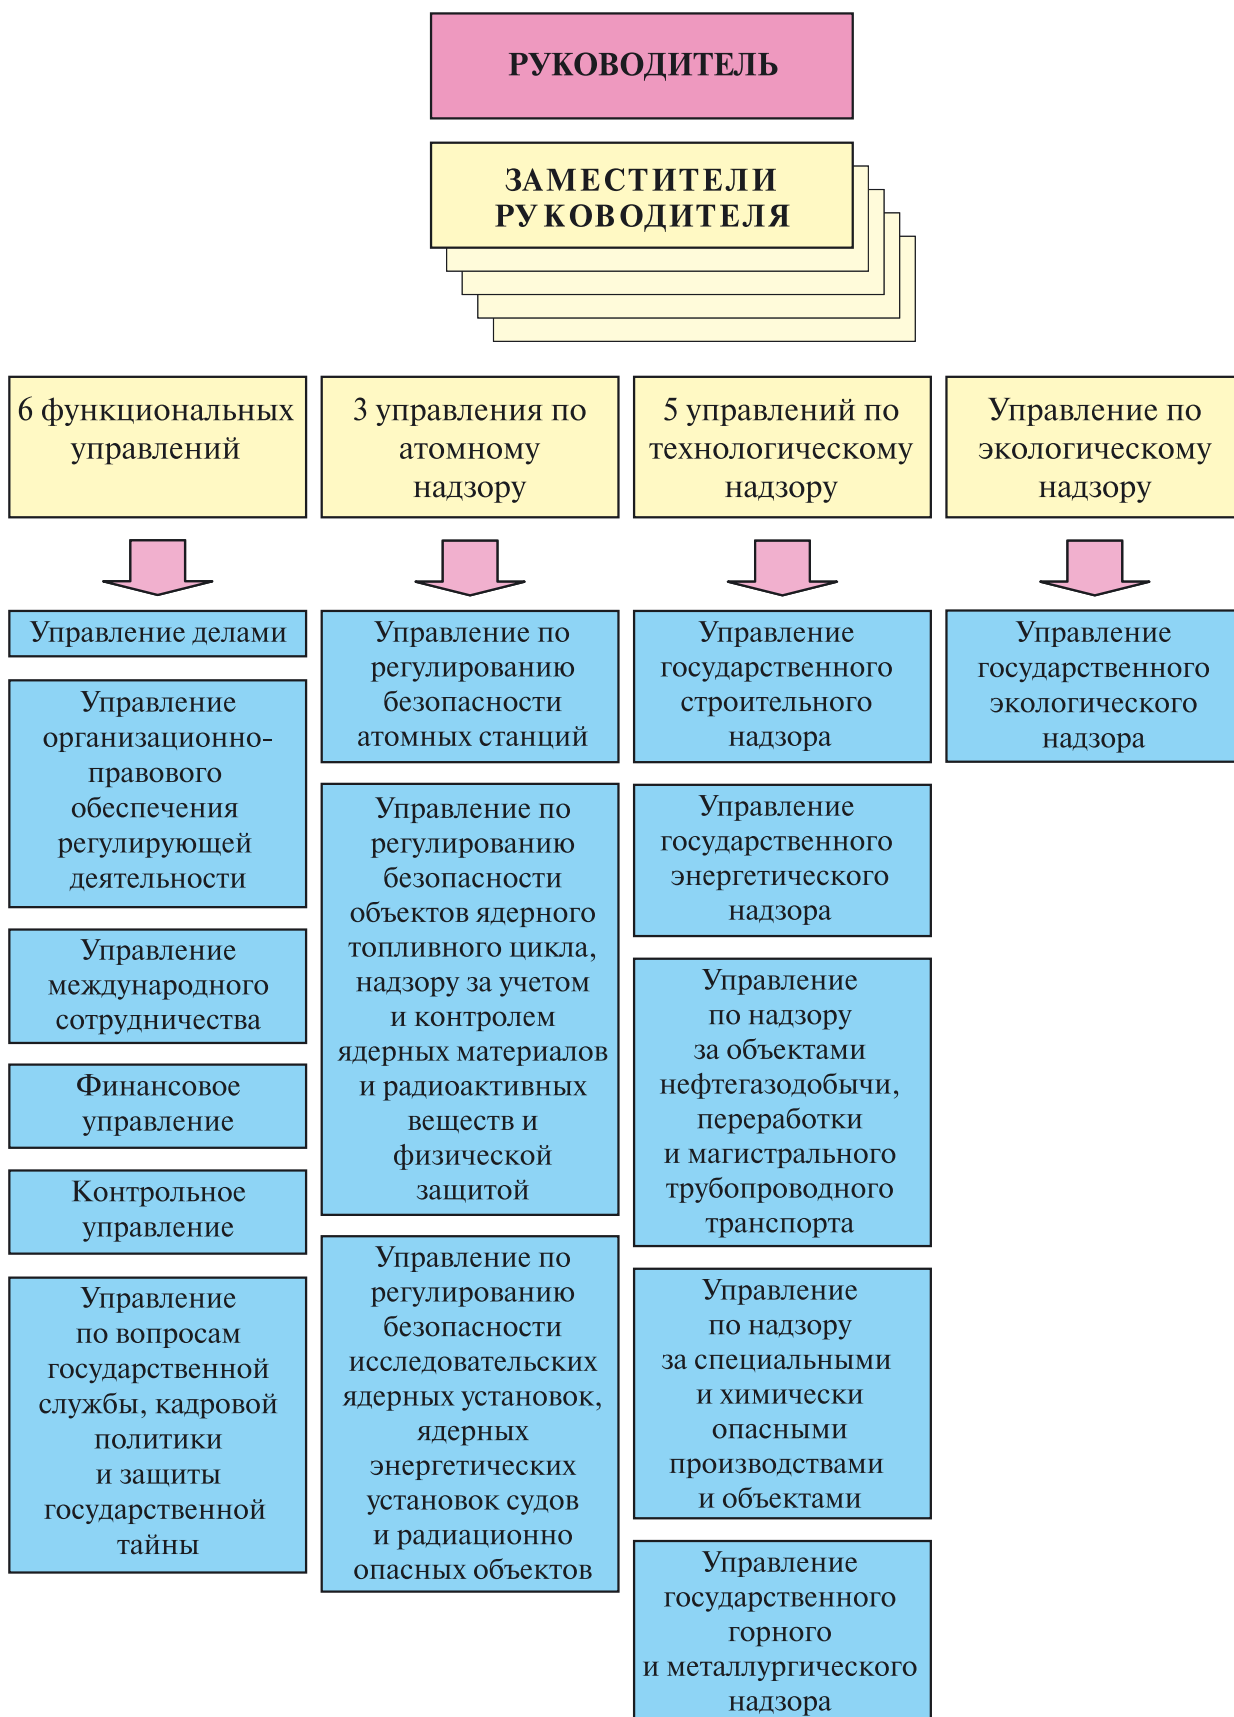 РУКОВОДИТЕЛЬ
ЗАМЕСТИТЕЛИ
РУКОВОДИТЕЛЯ
6 функциональных
управлений
3 управления по
атомному
надзору
5 управлений по
технологическому
надзору
Управление по
экологическому
надзору
Управление делами
Управление
организационно-
правового
обеспечения
регулирующей
деятельности
Управление
международного
сотрудничества
Финансовое
управление
Контрольное
управление
Управление
по вопросам
государственной
службы, кадровой
политики
и защиты
государственной
тайны
Управление по
регулированию
безопасности
атомных станций
Управление по
регулированию
безопасности
объектов ядерного
топливного цикла,
надзору за учетом
и контролем
ядерных материалов
и радиоактивных
веществ и
физической
защитой
Управление по
регулированию
безопасности
исследовательских
ядерных установок,
ядерных
энергетических
установок судов
и радиационно
опасных объектов
Управление
государственного
строительного
надзора
Управление
государственного
энергетического
надзора
Управление
по надзору
за объектами
нефтегазодобычи,
переработки
и магистрального
трубопроводного
транспорта
Управление
по надзору
за специальными
и химически
опасными
производствами
и объектами
Управление
государственного
горного
и металлургического
надзора
Управление
государственного
экологического
надзора